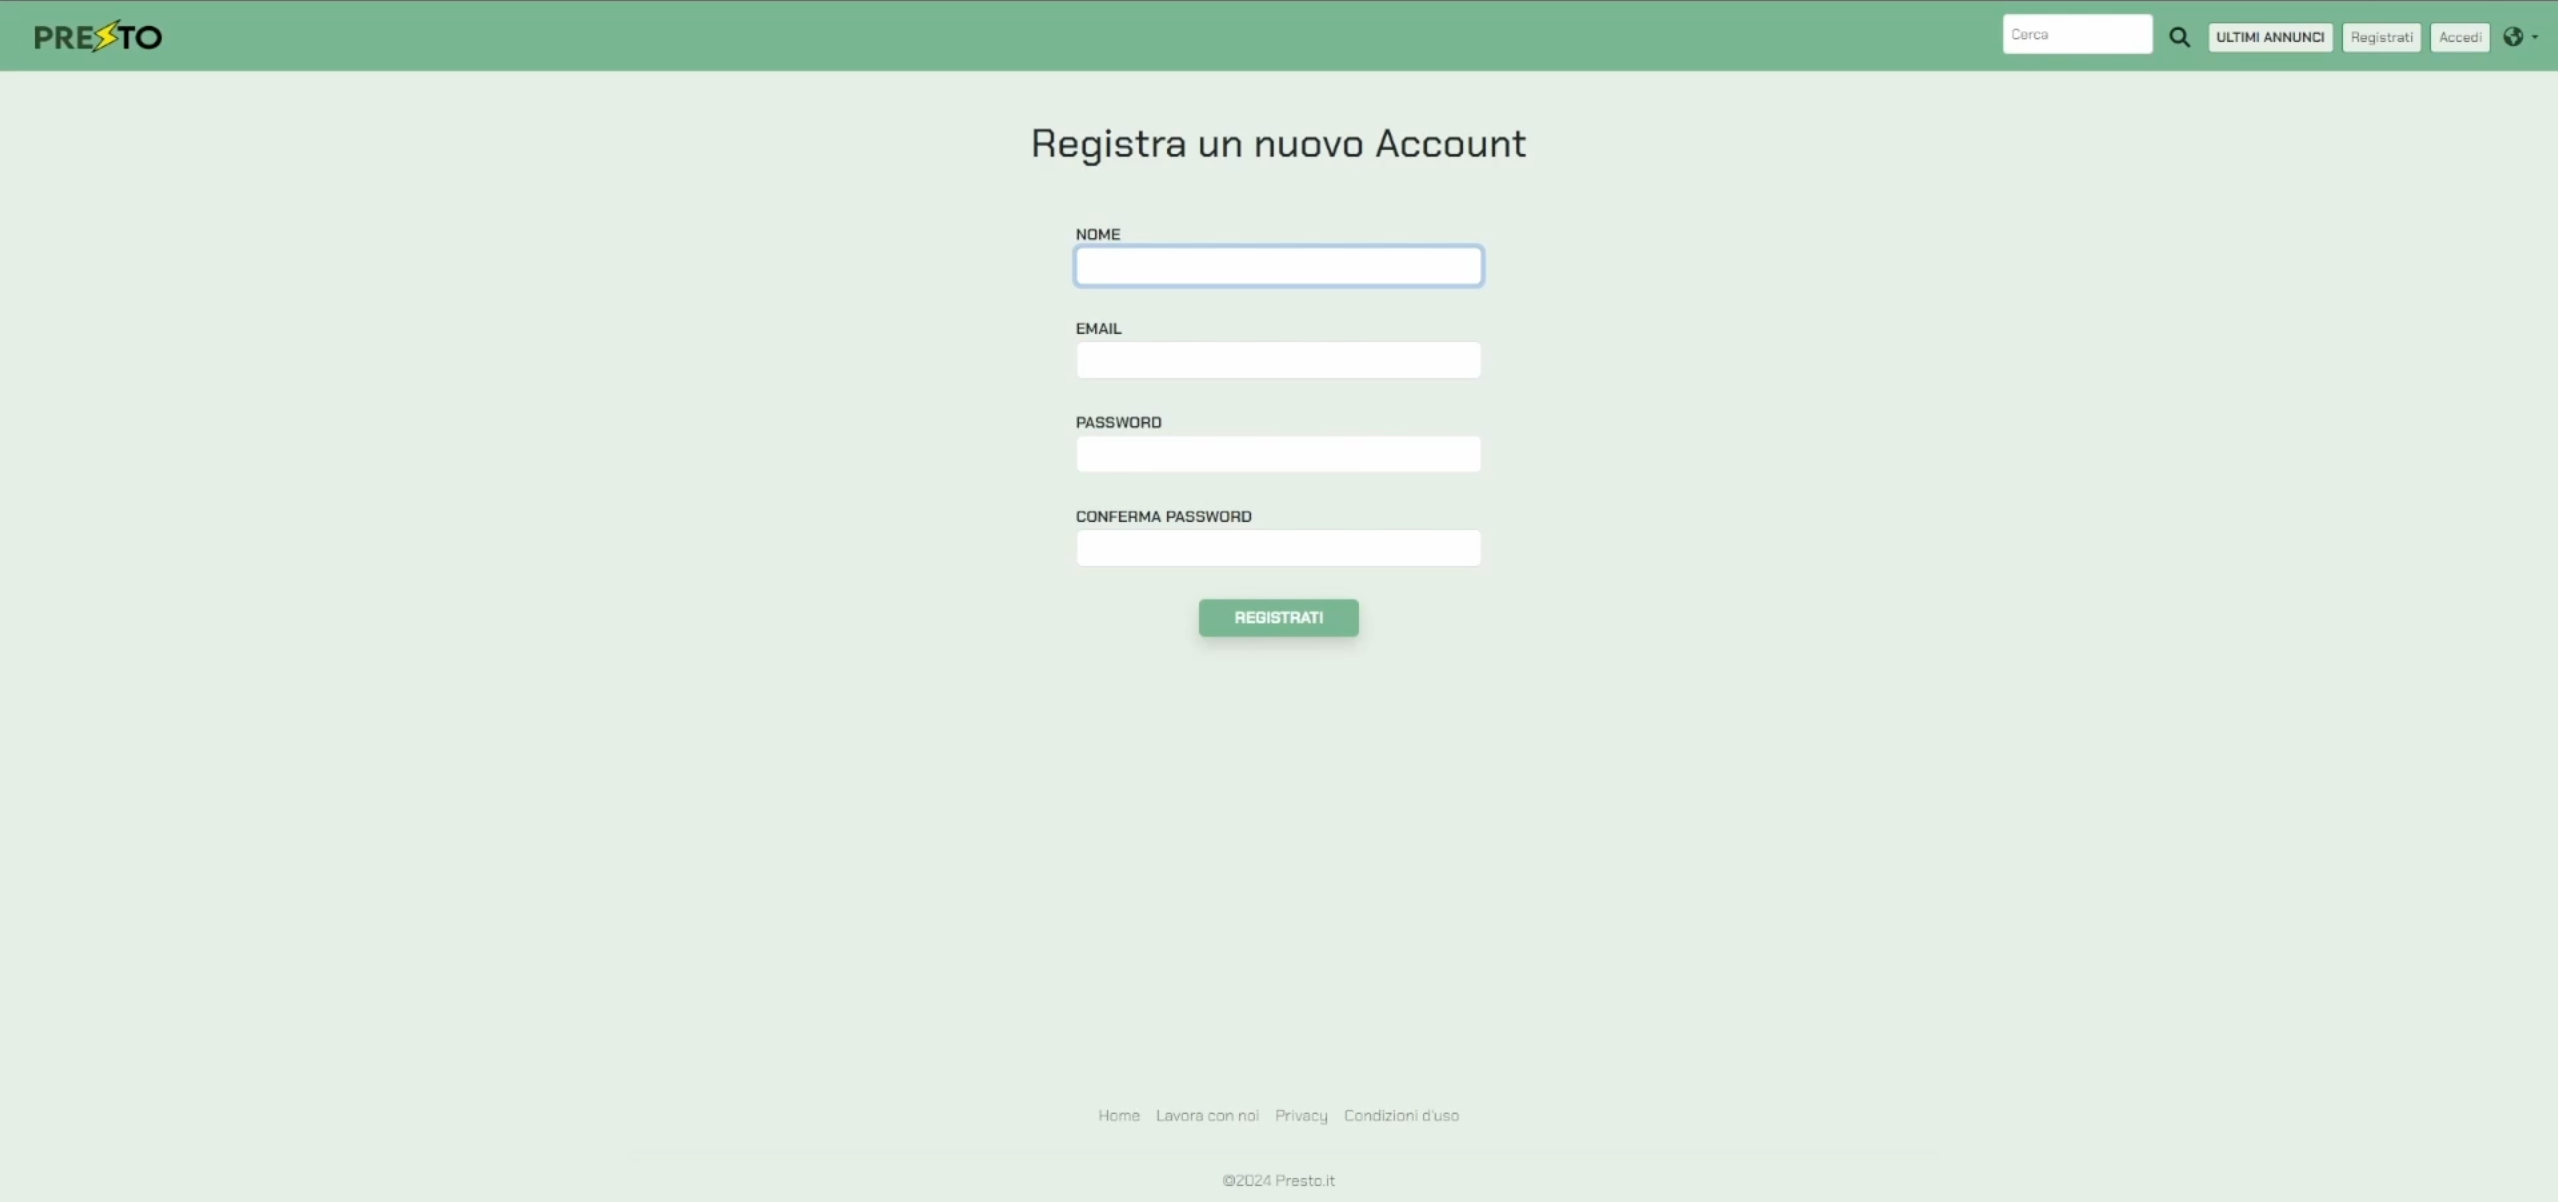 PRESTO
Cerca
ULTIMI ANNUNCI
Registrati
Accedi
Registra un nuovo Account
NOME
EMAIL
PASSWORD
CONFERMA PASSWORD
REGISTRATI
Home Lavora con noi Privacy Condizioni d'uso
©2024 Presto.it